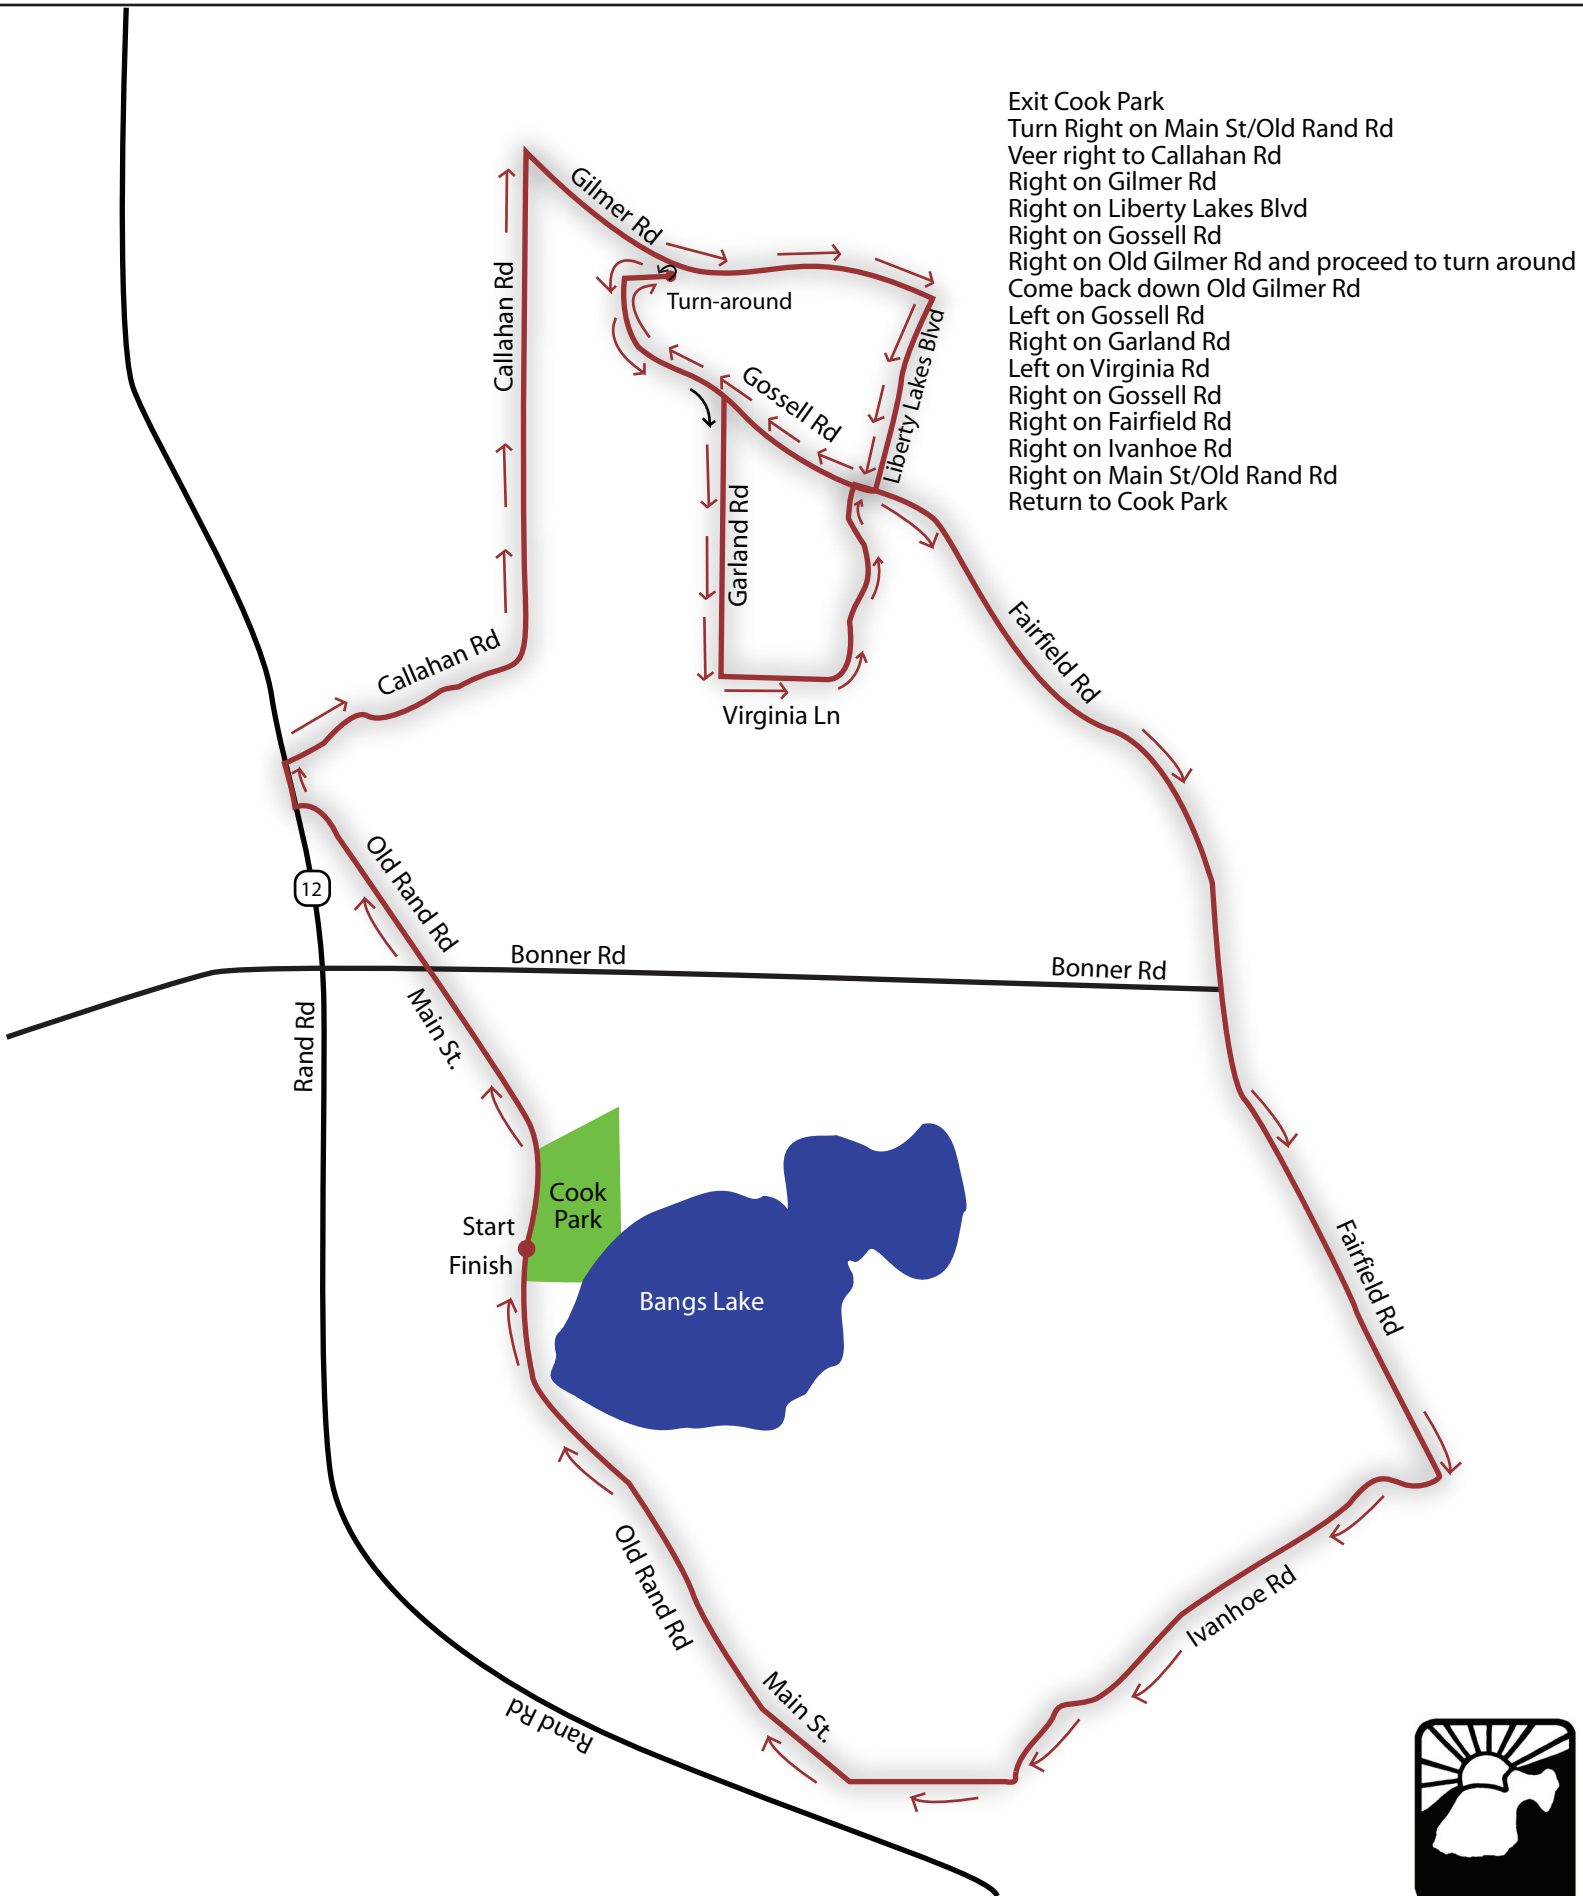 Exit Cook Park
Turn Right on Main St/Old Rand Rd
Veer right to Callahan Rd
Right on Gilmer Rd
Right on Liberty Lakes Blvd
Right on Gossell Rd
Right on Old Gilmer Rd and proceed to turn around
Come back down Old Gilmer Rd
Left on Gossell Rd
Right on Garland Rd
Left on Virginia Rd
Right on Gossell Rd
Right on Fairfield Rd
Right on Ivanhoe Rd
Right on Main St/Old Rand Rd
Return to Cook Park
Gilmer Rd
Callahan Rd
Turn-around
Liberty Lakes Blvd
Gossell Rd
Garland Rd
Fairfield Rd
Callahan Rd
Virginia Ln
Old Rand Rd
12
Bonner Rd
Bonner Rd
Main St.
Rand Rd
Cook
Park
Start
Finish
Bangs Lake
Fairfield Rd
Old Rand Rd
Ivanhoe Rd
Main St.
Rand Rd